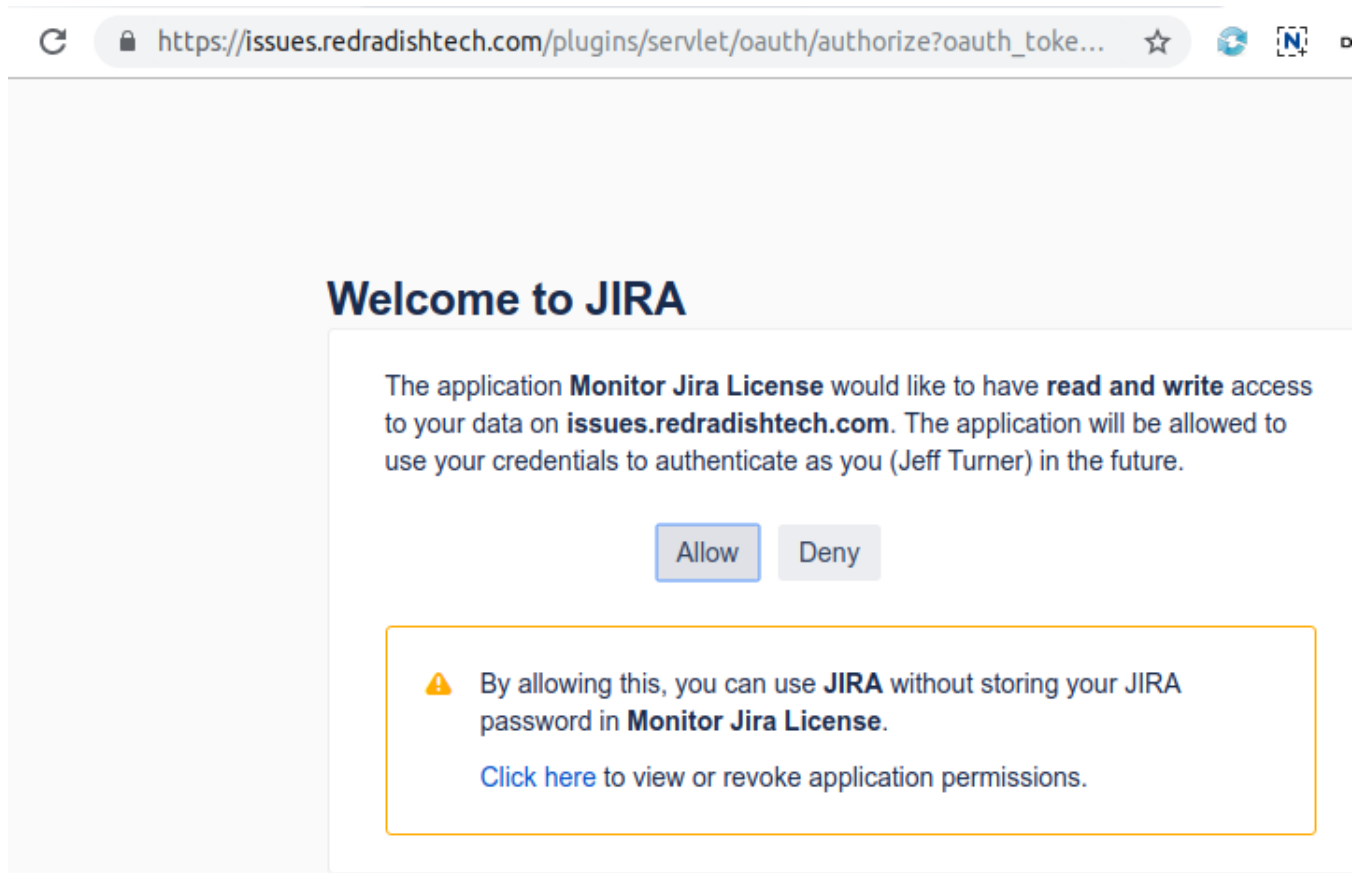 https://issues.redradishtech.com/plugins/servlet/oauth/authorize?oauth_toke...
N
Welcome to JIRA
The application Monitor Jira License would like to have read and write access
to your data on issues.redradishtech.com. The application will be allowed to
use your credentials to authenticate as you (Jeff Turner) in the future.
Allow Deny
By allowing this, you can use JIRA without storing your JIRA
password in Monitor Jira License.
Click here to view or revoke application permissions.